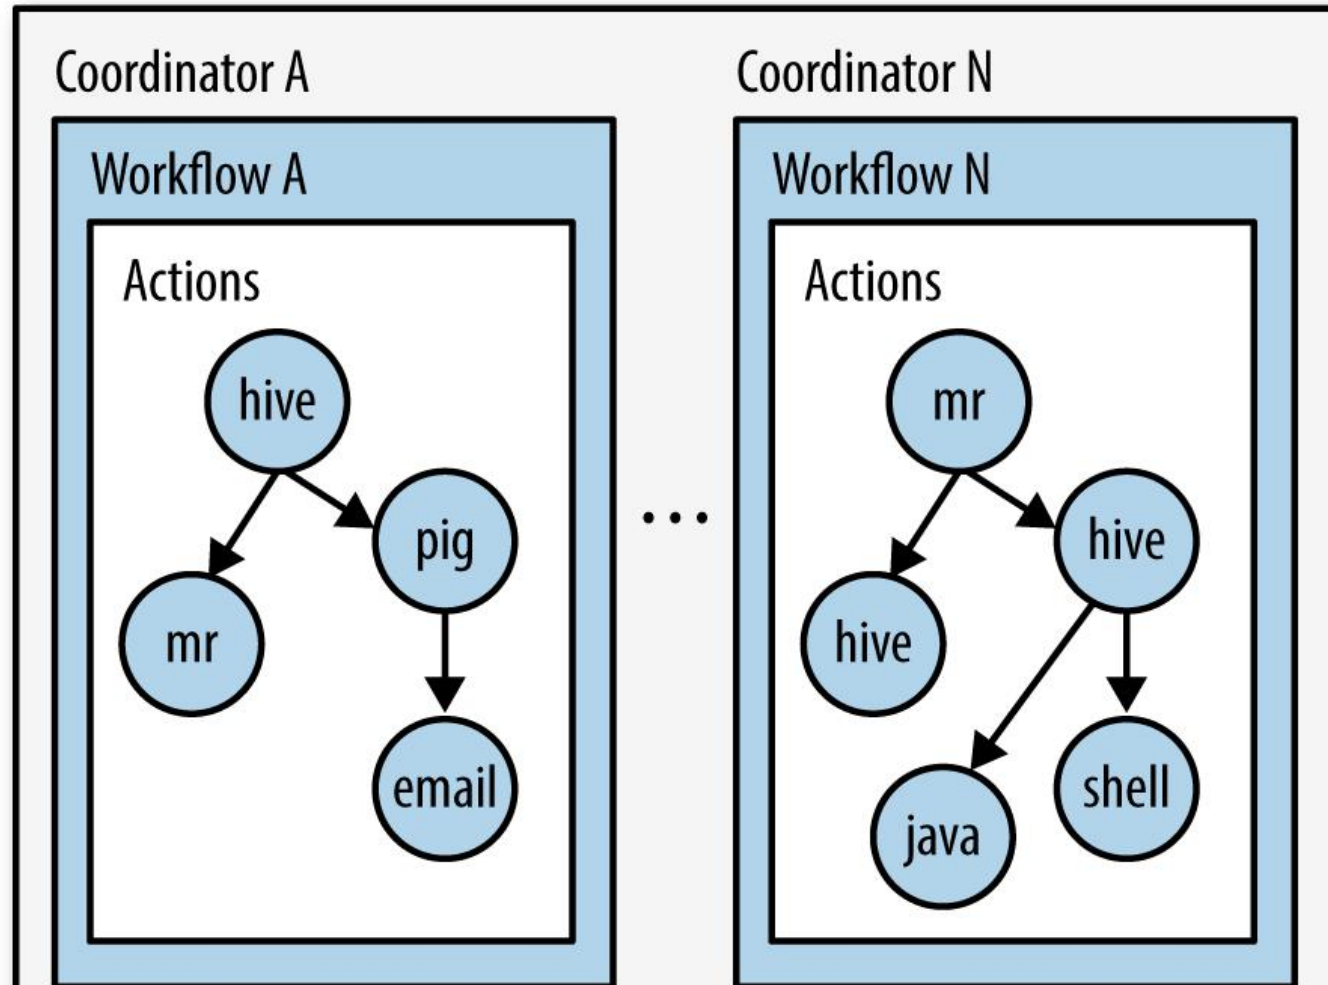 Coordinator A
Workflow A
Actions
hive
pig
mr
email
...
Coordinator N
Workflow N
Actions
mr
hive
hive
java
shell